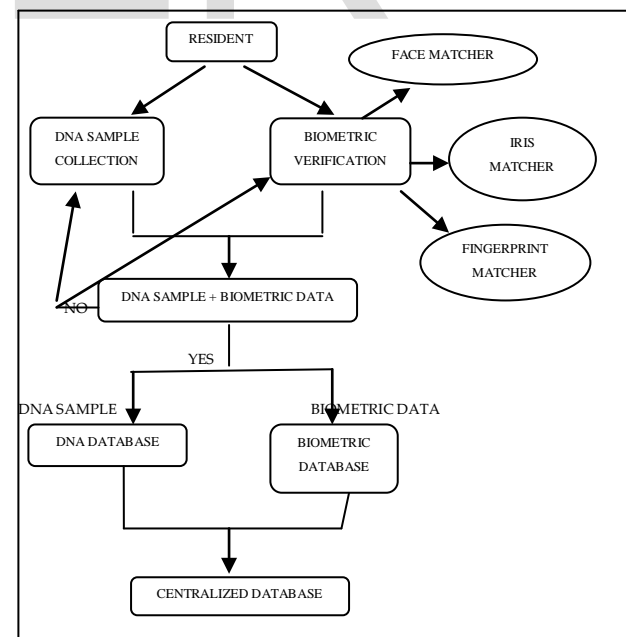 RESIDENT
FACE MATCHER
DNA SAMPLE
COLLECTION
BIOMETRIC
VERIFICATION
IRIS
MATCHER
FINGERPRINT
MATCHER
DNA SAMPLE + BIOMETRIC DATA
NO
YES
DNA SAMPLE
BIOMETRIC DATA
DNA DATABASE
BIOMETRIC
DATABASE
CENTRALIZED DATABASE